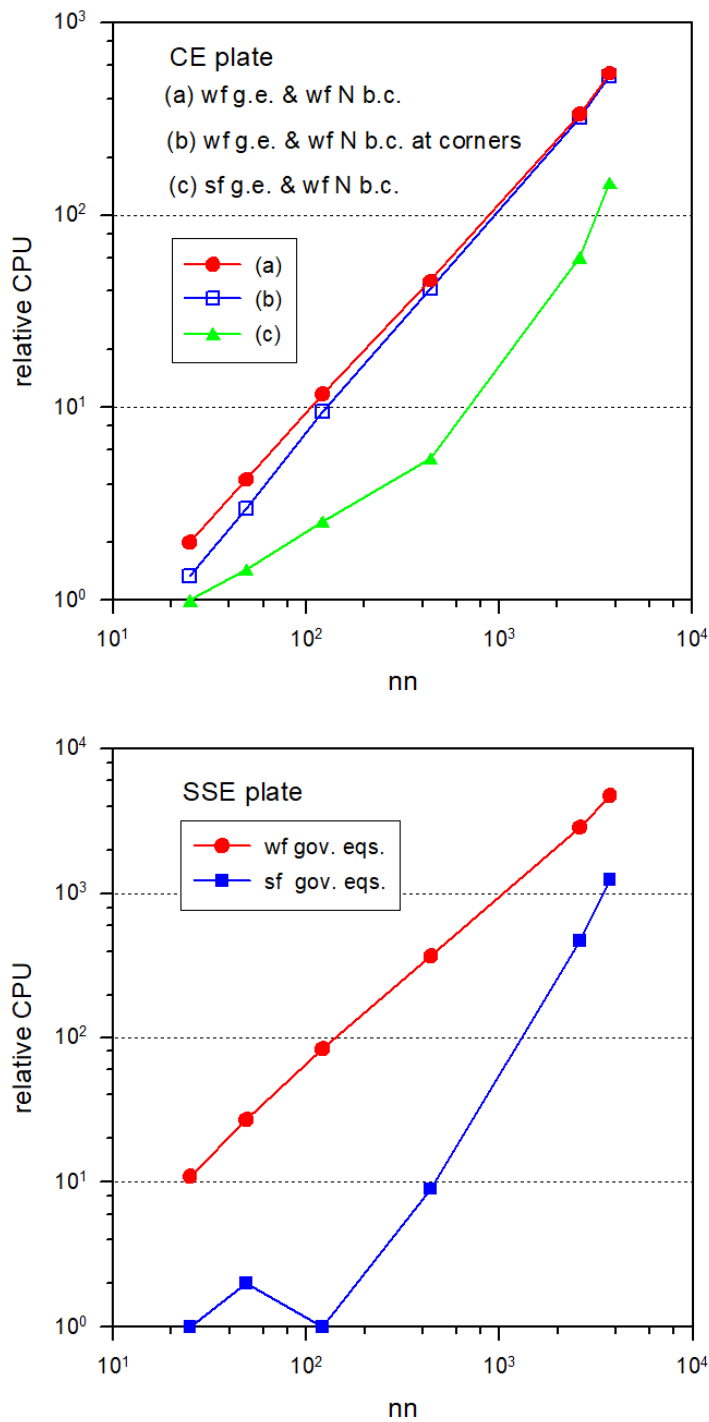 10³
CE plate
(a) wf g.e. & wf N b.c.
(b) wf g.e. & wf N b.c. at corners
(c) sf g.e. & wf N b.c.
10²
(a)
(b)
(c)
relative CPU
10¹
10⁰
10¹ 10² 10³ 10⁴
nn
10⁴
SSE plate
wf gov. eqs.
sf gov. eqs.
10³
relative CPU
10²
10¹
10⁰
10¹ 10² 10³ 10⁴
nn